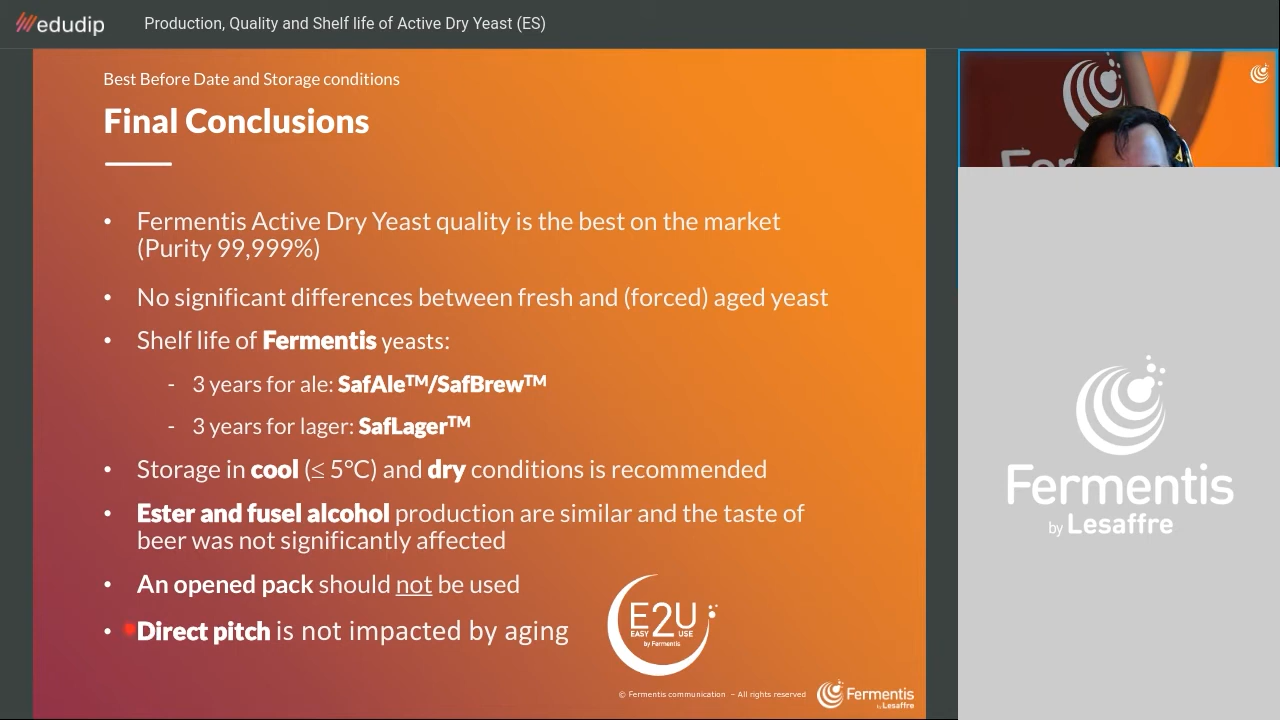 edudip
Production, Quality and Shelf life of Active Dry Yeast (ES)
Best Before Date and Storage conditions
Final Conclusions
• Fermentis Active Dry Yeast quality is the best on the market
(Purity 99,999%)
• No significant differences between fresh and (forced) aged yeast
• Shelf life of Fermentis yeasts:
- 3 years for ale: SafAle™/SafBrew™
- 3 years for lager: SafLager™
• Storage in cool (≤ 5°C) and dry conditions is recommended
• Ester and fusel alcohol production are similar and the taste of
beer was not significantly affected
• An opened pack should not be used
• Direct pitch is not impacted by aging
E2U
EASY 2 USE
by Fermentis
© Fermentis communication – All rights reserved
Fermentis
by Lesaffre
Fer
Fermentis
by Lesaffre